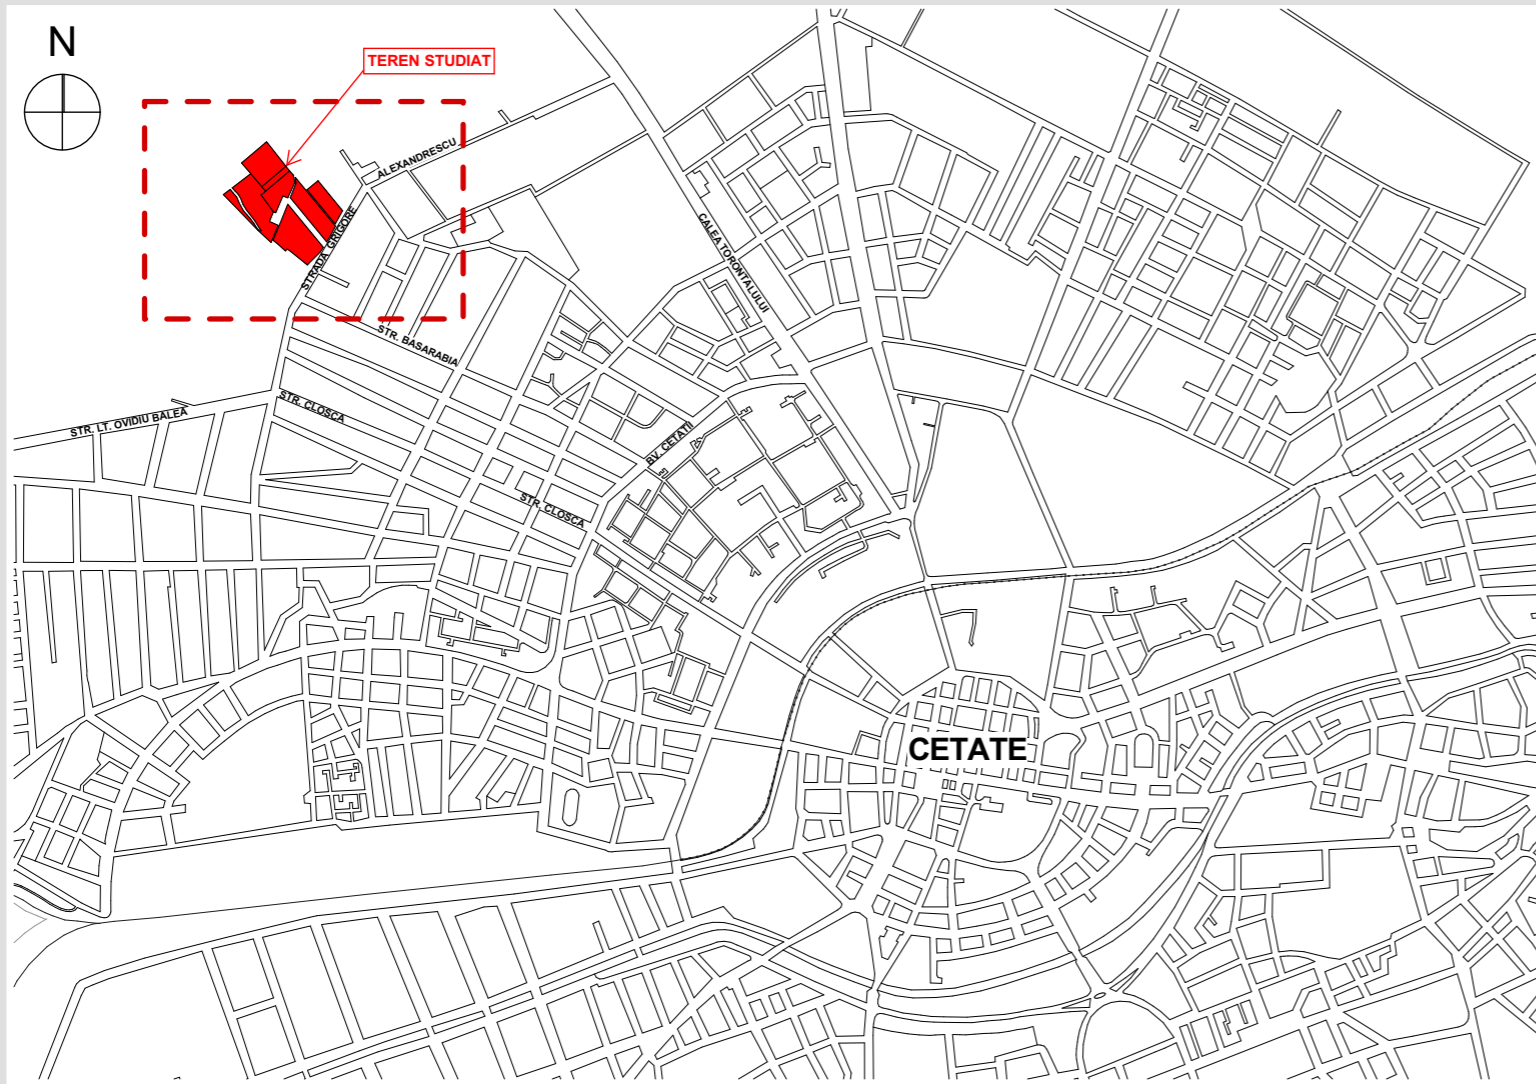 N
TEREN STUDIAT
ALEXANDRESCU
STRADA GRIGORE
CALEA TORONTALULUI
STR. BASARABIA
STR. CLOSCA
STR. LT. OVIDIU BALEA
BV. CETATII
STR. CLOSCA
CETATE